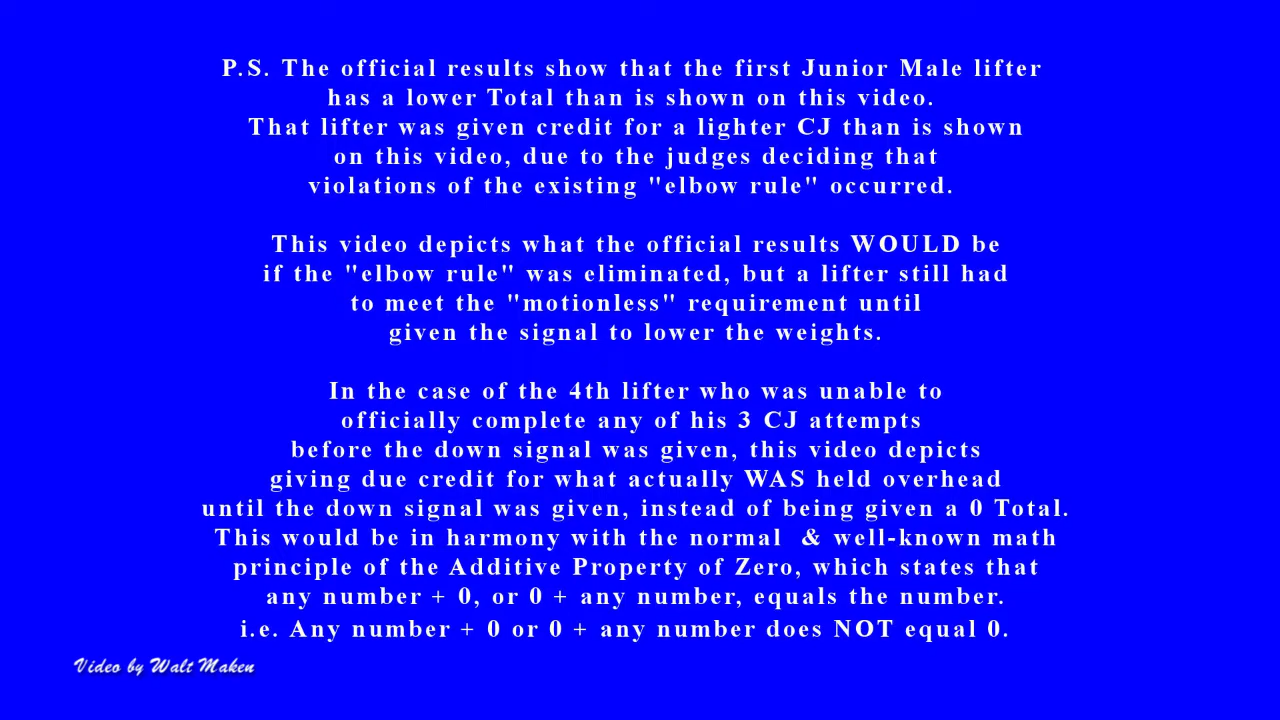 P.S. The official results show that the first Junior Male lifter
has a lower Total than is shown on this video.
That lifter was given credit for a lighter CJ than is shown
on this video, due to the judges deciding that
violations of the existing "elbow rule" occurred.
This video depicts what the official results WOULD be
if the "elbow rule" was eliminated, but a lifter still had
to meet the "motionless" requirement until
given the signal to lower the weights.
In the case of the 4th lifter who was unable to
officially complete any of his 3 CJ attempts
before the down signal was given, this video depicts
giving due credit for what actually WAS held overhead
until the down signal was given, instead of being given a 0 Total.
This would be in harmony with the normal & well-known math
principle of the Additive Property of Zero, which states that
any number + 0, or 0 + any number, equals the number.
i.e. Any number + 0 or 0 + any number does NOT equal 0.
Video by Walt Maken